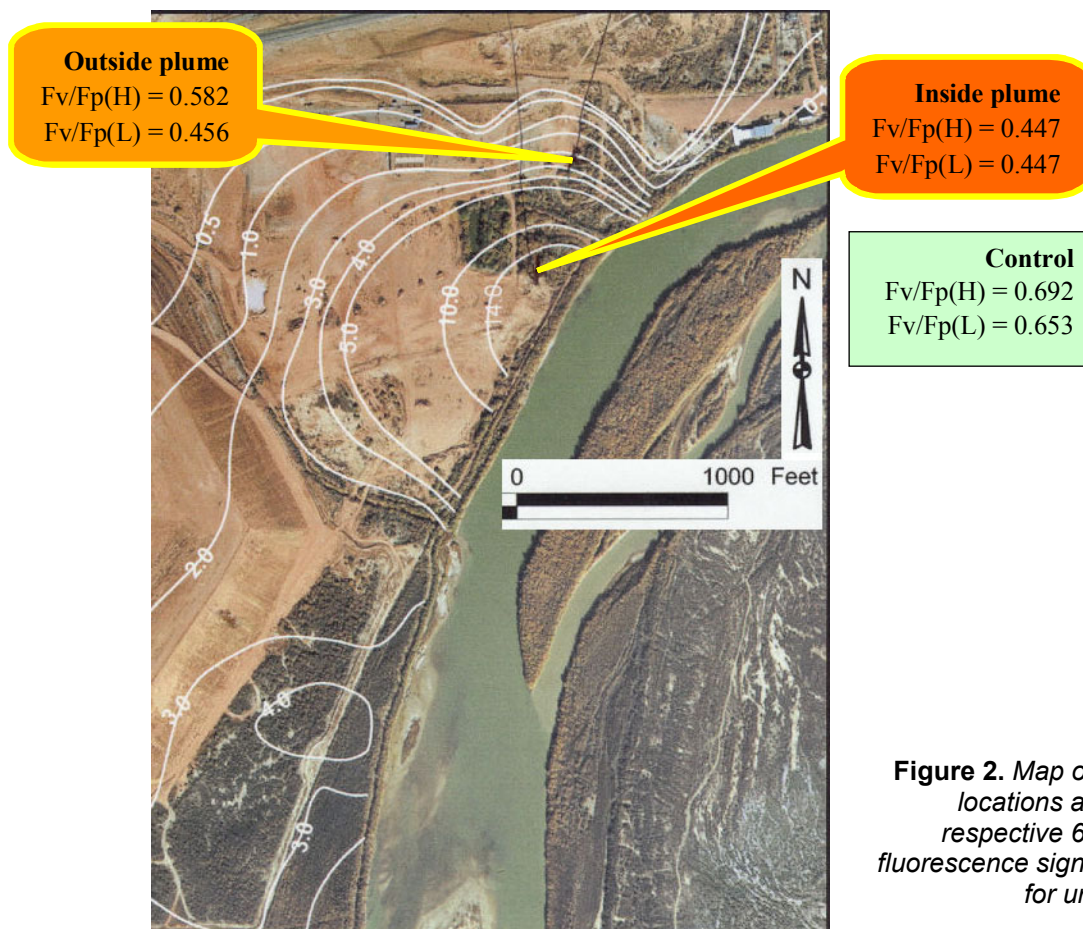 Outside plume
Fv/Fp(H) = 0.582
Fv/Fp(L) = 0.456
Inside plume
Fv/Fp(H) = 0.447
Fv/Fp(L) = 0.447
Control
Fv/Fp(H) = 0.692
Fv/Fp(L) = 0.653
0.1
0.5
1.0
4.0
3.0
5.0
10.0
14.0
N
0 1000 Feet
2.0
3.0
4.0
3.0
Figure 2. Map
locations
respective 6
fluorescence
for